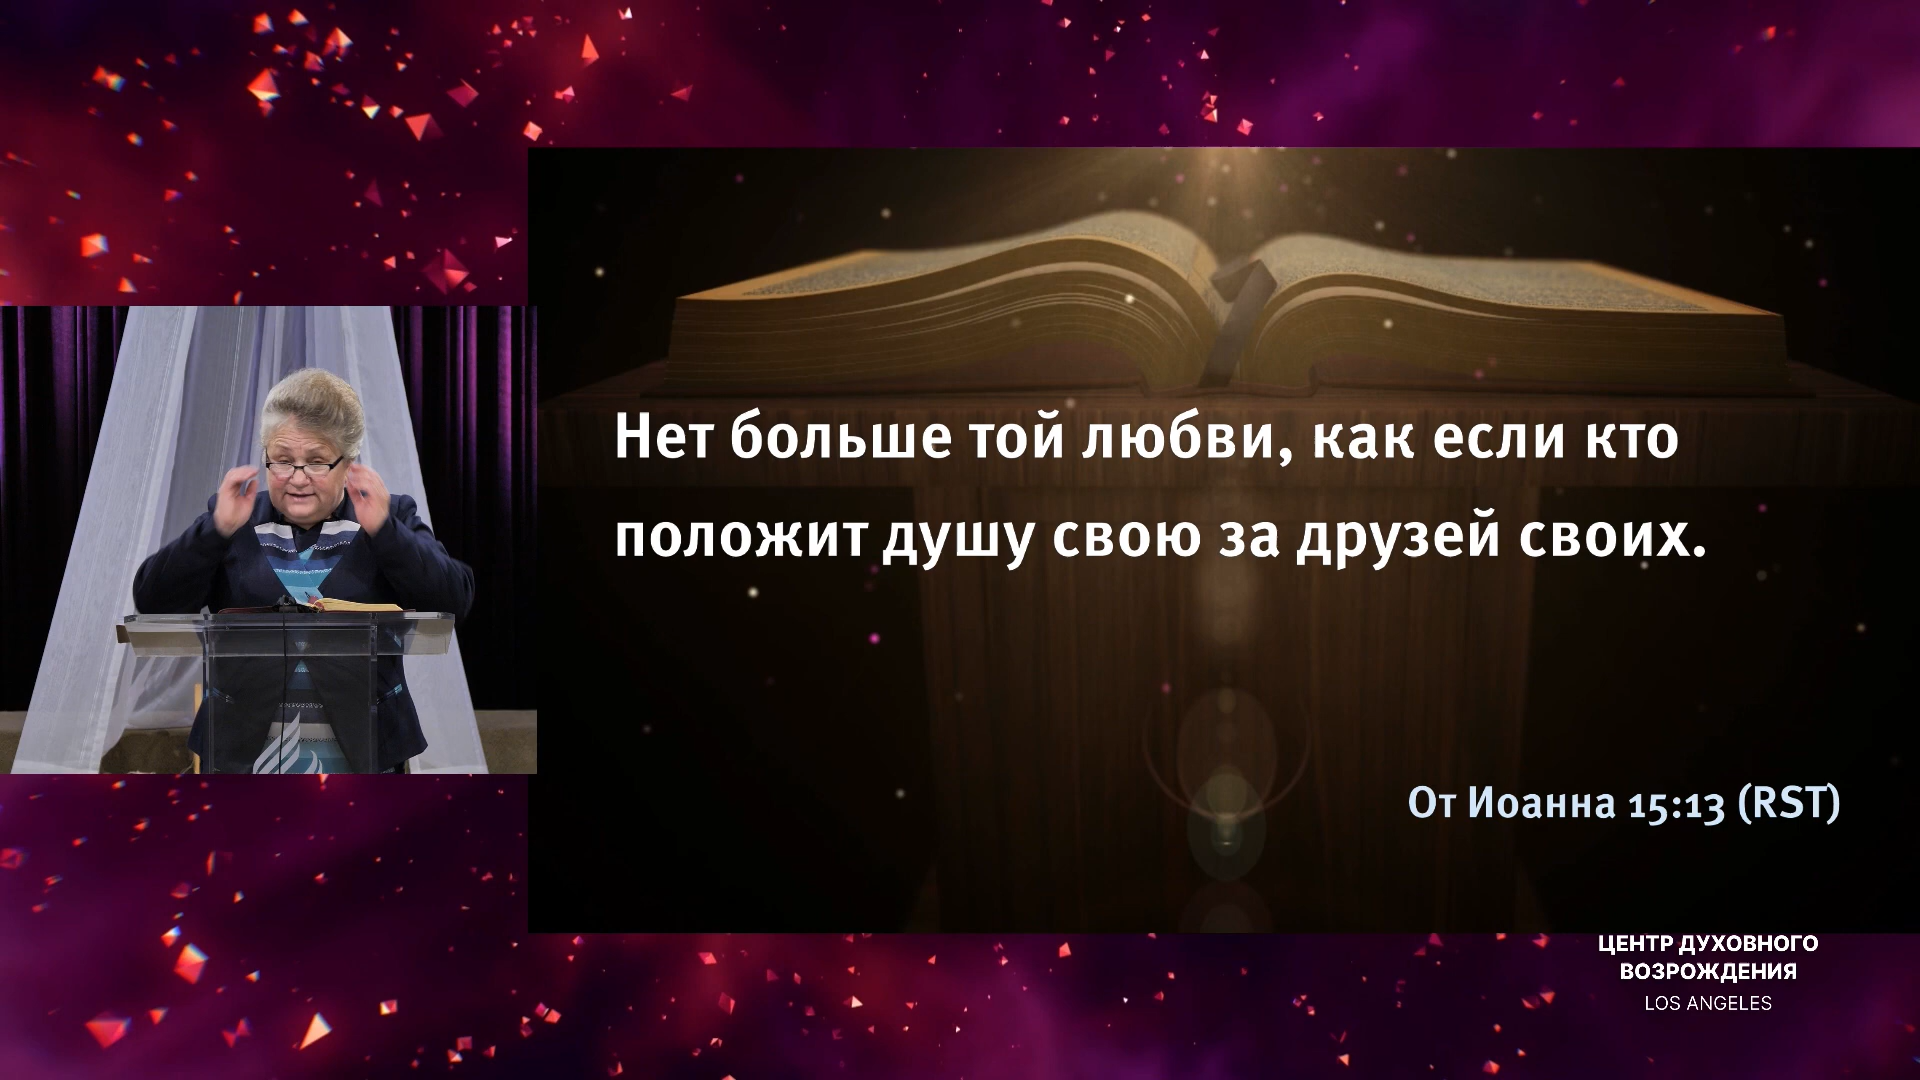 Нет больше той любви, как если кто
положит душу свою за друзей своих.
От Иоанна 15:13 (RST)
ЦЕНТР ДУХОВНОГО
ВОЗРОЖДЕНИЯ
LOS ANGELES